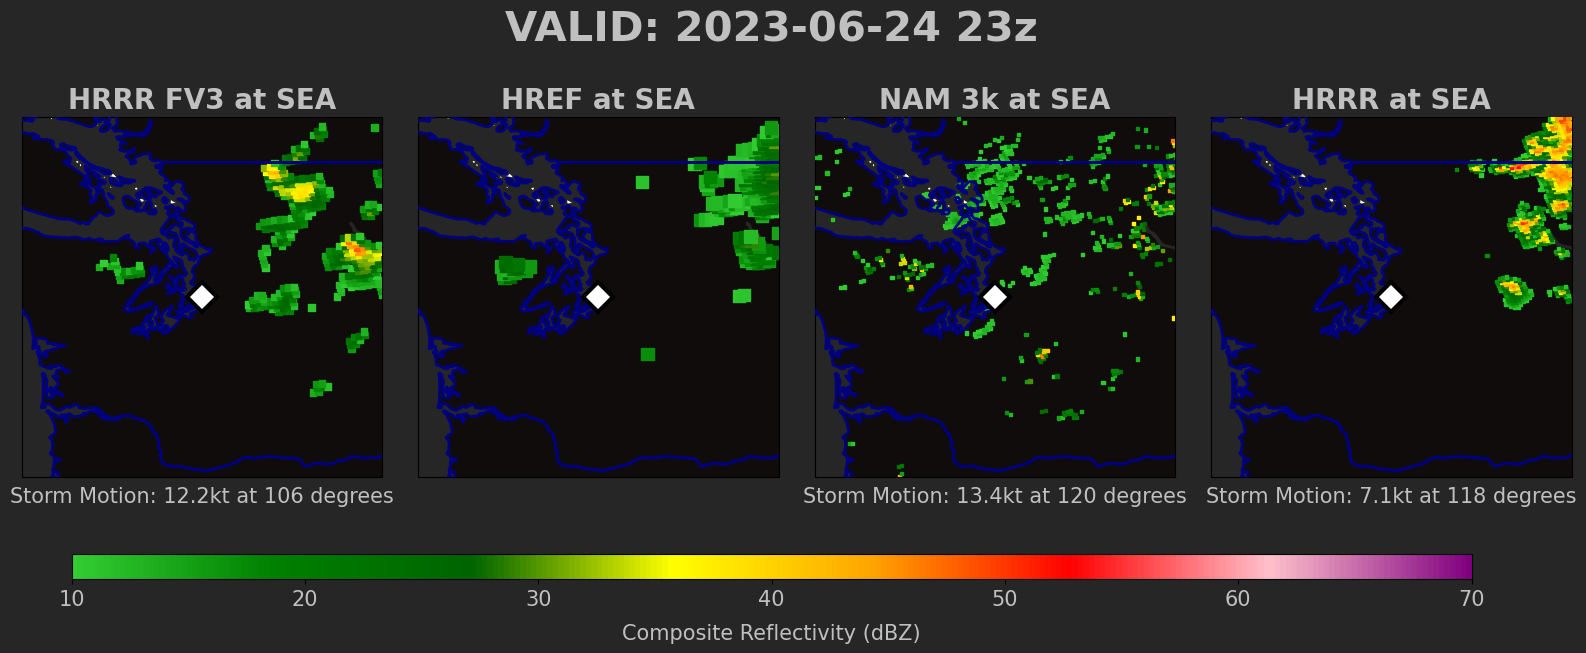 VALID: 2023-06-24 23z
HRRR FV3 at SEA
HREF at SEA
NAM 3k at SEA
HRRR at SEA
Storm Motion: 12.2kt at 106 degrees
Storm Motion: 13.4kt at 120 degrees
Storm Motion: 7.1kt at 118 degrees
10 20 30 40 50 60 70
Composite Reflectivity (dBZ)